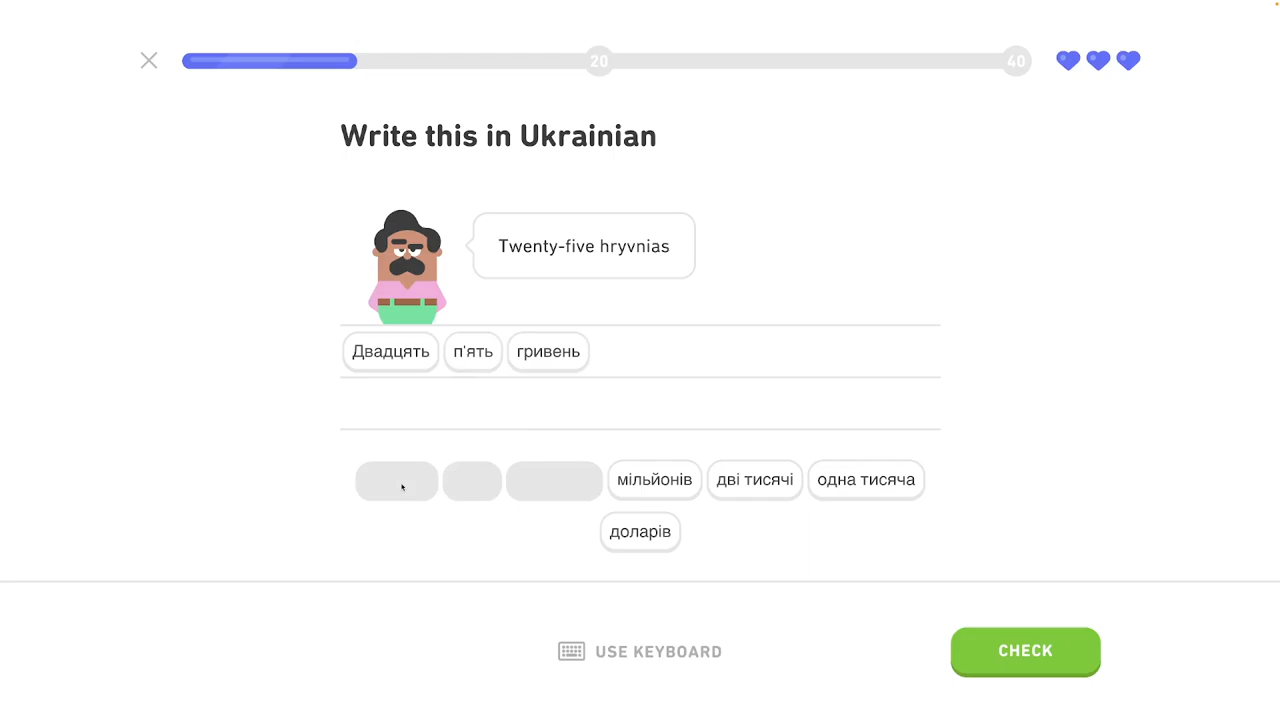 20
40
Write this in Ukrainian
Twenty-five hryvnias
Двадцять п'ять гривень
мільйонів дві тисячі одна тисяча
доларів
USE KEYBOARD
CHECK